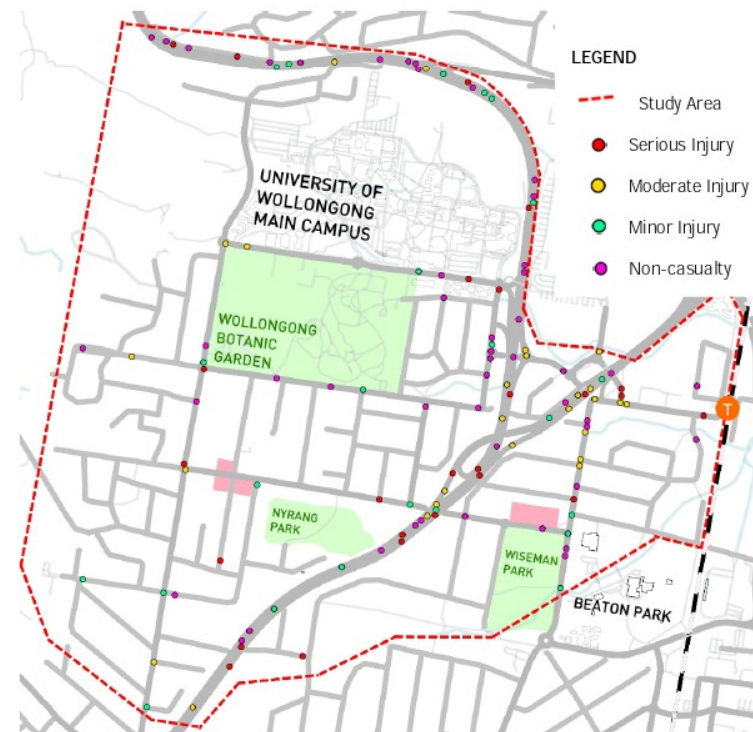 LEGEND
Study Area
Serious Injury
Moderate Injury
Minor Injury
Non-casualty
UNIVERSITY OF
WOLLONGONG
MAIN CAMPUS
WOLLONGONG
BOTANIC
GARDEN
T
NYRANG
PARK
WISEMAN
PARK
BEATON PARK